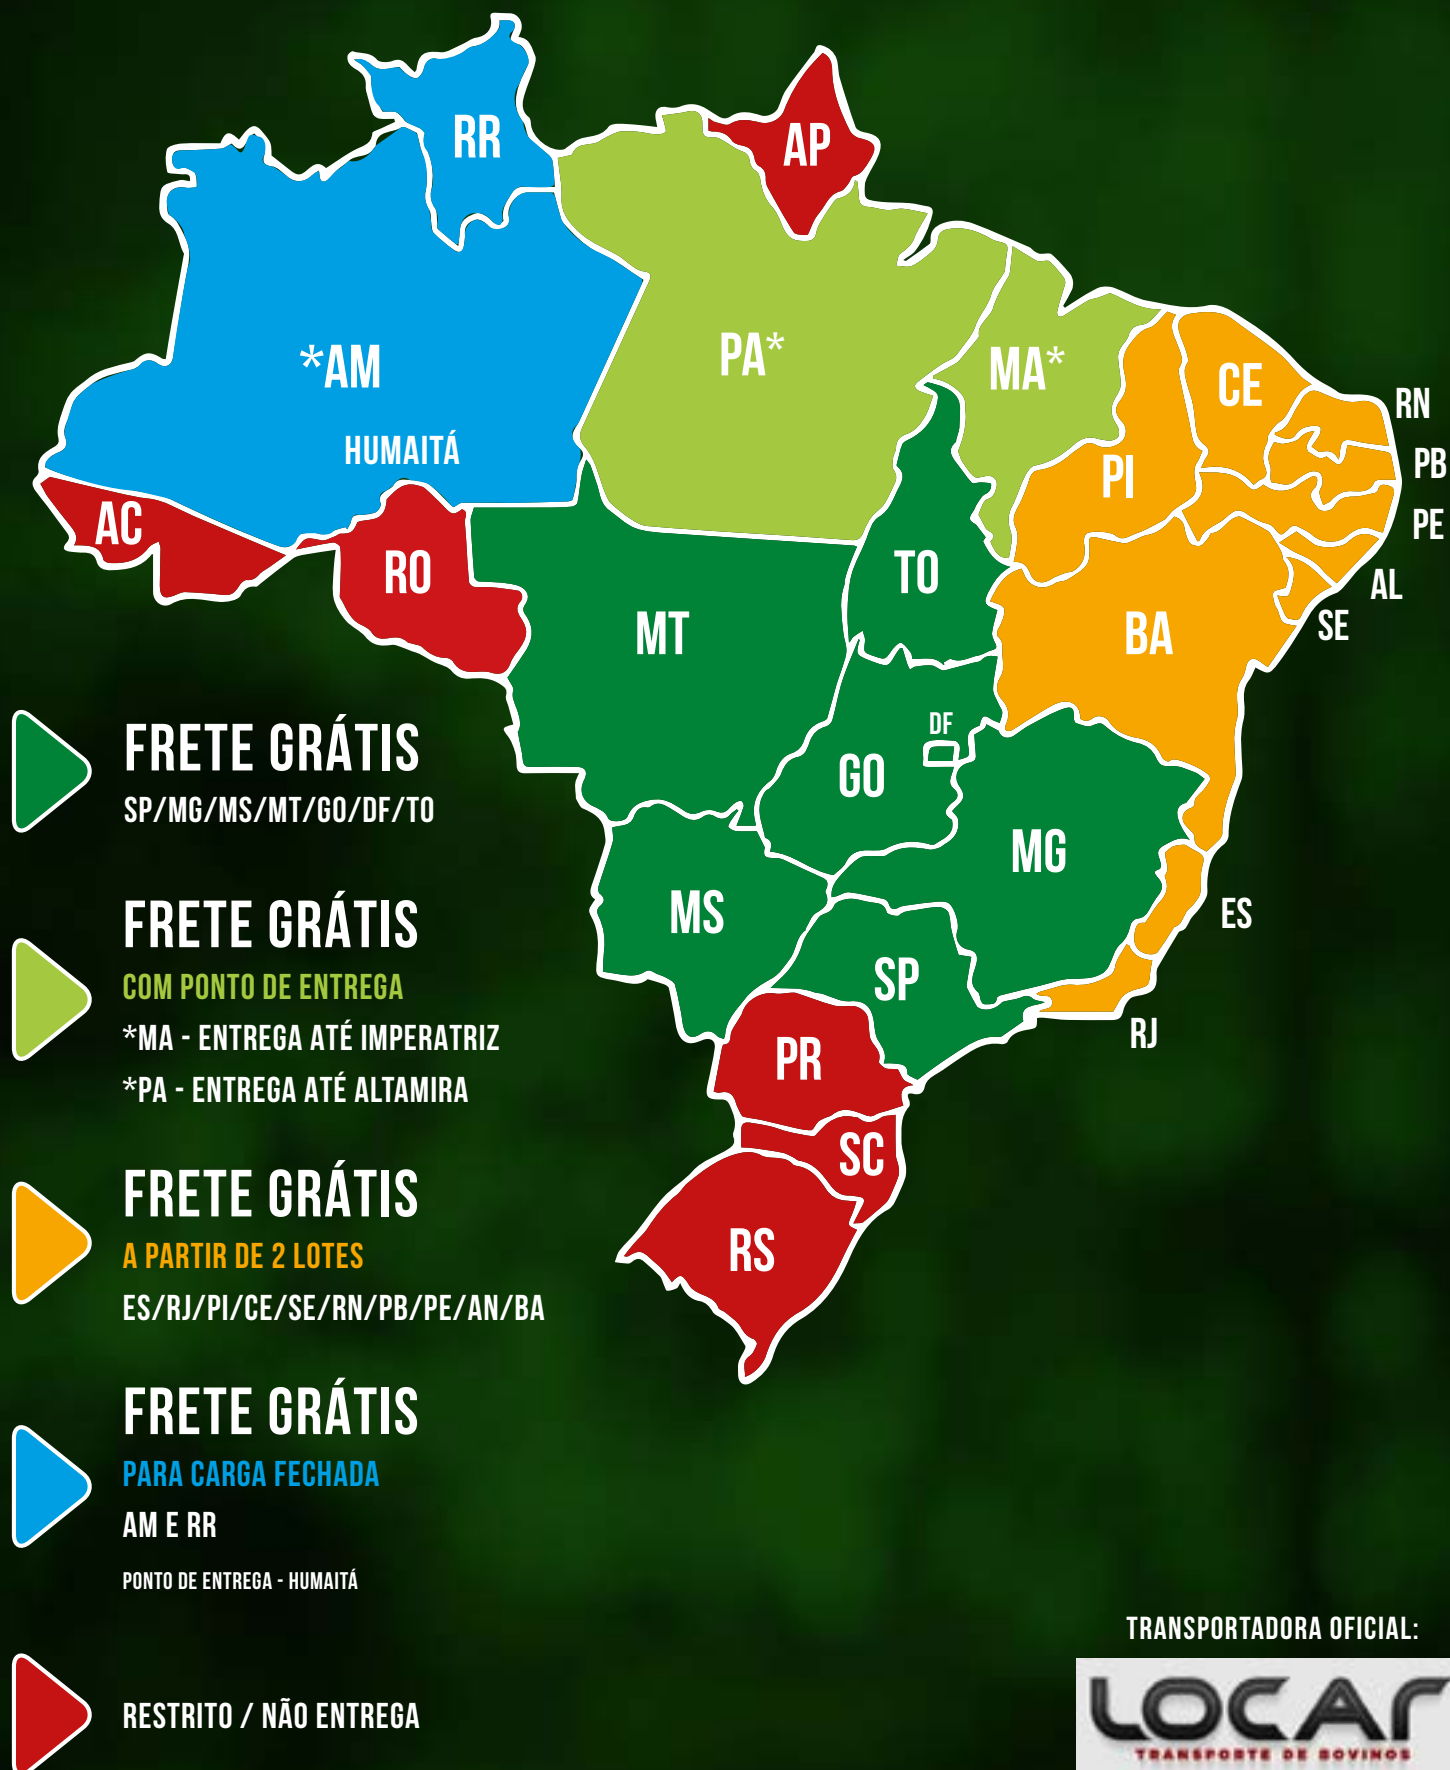 RR
AP
*AM
PA*
MA*
CE
RN
HUMAITÁ
PI
PB
AC
PE
RO
TO
AL
MT
BA
SE
DF
GO
MG
MS
ES
SP
RJ
PR
SC
RS
FRETE GRÁTIS
SP/MG/MS/MT/GO/DF/TO
FRETE GRÁTIS
COM PONTO DE ENTREGA
*MA - ENTREGA ATÉ IMPERATRIZ
*PA - ENTREGA ATÉ ALTAMIRA
FRETE GRÁTIS
A PARTIR DE 2 LOTES
ES/RJ/PI/CE/SE/RN/PB/PE/AN/BA
FRETE GRÁTIS
PARA CARGA FECHADA
AM E RR
PONTO DE ENTREGA - HUMAITÁ
RESTRITO / NÃO ENTREGA
TRANSPORTADORA OFICIAL:
LOCAR
TRANSPORTE DE BOVINOS